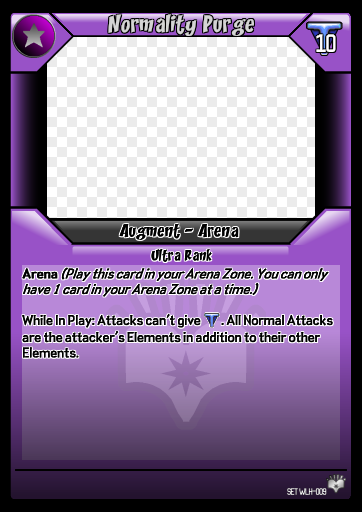 Normality Purge
10
Augment - Arena
Ultra Rank
Arena (Play this card in your Arena Zone. You can only
have 1 card in your Arena Zone at a time.)
While In Play: Attacks can't give . All Normal Attacks
are the attacker's Elements in addition to their other
Elements.
SET WLH-009